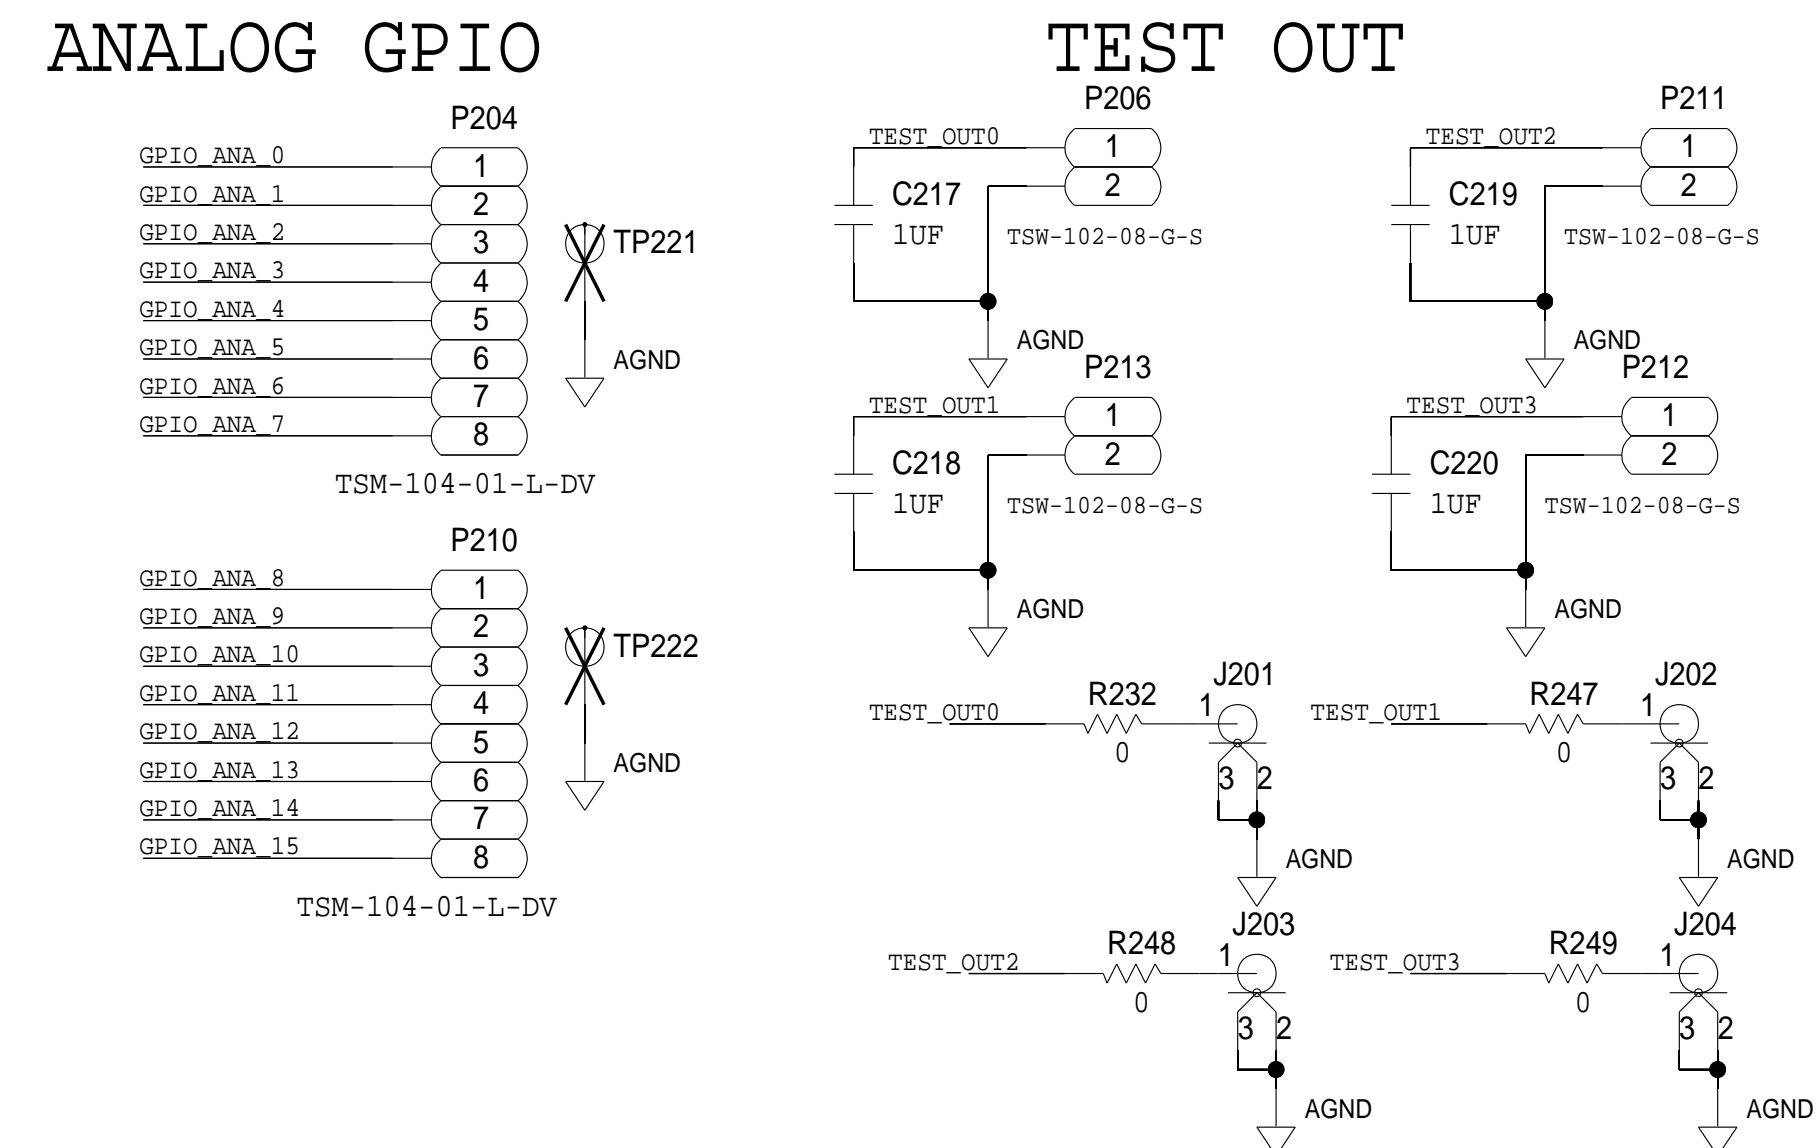 ANALOG GPIO
P204
GPIO_ANA_0 1
GPIO_ANA_1 2
GPIO_ANA_2 3
GPIO_ANA_3 4
GPIO_ANA_4 5
GPIO_ANA_5 6
GPIO_ANA_6 7
GPIO_ANA_7 8
TSM-104-01-L-DV
TP221
AGND
P210
GPIO_ANA_8 1
GPIO_ANA_9 2
GPIO_ANA_10 3
GPIO_ANA_11 4
GPIO_ANA_12 5
GPIO_ANA_13 6
GPIO_ANA_14 7
GPIO_ANA_15 8
TSM-104-01-L-DV
TP222
AGND
TEST OUT
P206
TEST_OUT0 1
2
C217
1UF TSW-102-08-G-S
AGND
P211
TEST_OUT2 1
2
C219
1UF TSW-102-08-G-S
AGND
P213
TEST_OUT1 1
2
C218
1UF TSW-102-08-G-S
AGND
P212
TEST_OUT3 1
2
C220
1UF TSW-102-08-G-S
AGND
J201
TEST_OUT0 R232 1
0
3 2
AGND
J202
TEST_OUT1 R247 1
0
3 2
AGND
J203
TEST_OUT2 R248 1
0
3 2
AGND
J204
TEST_OUT3 R249 1
0
3 2
AGND